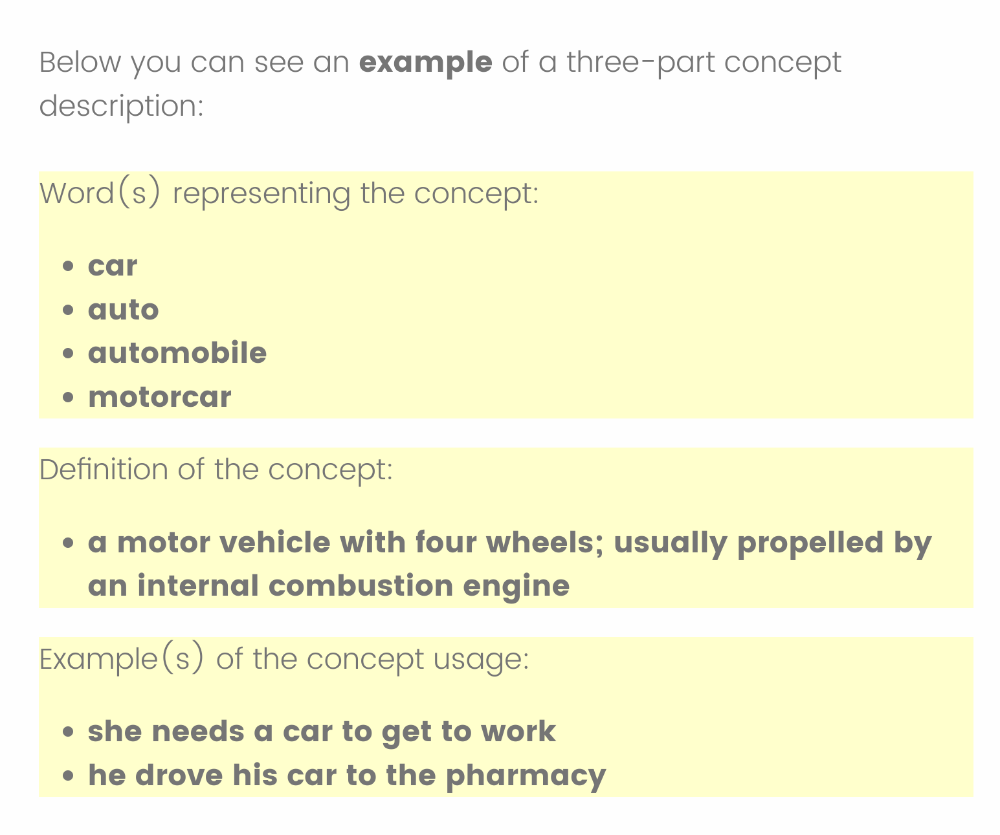 Below you can see an example of a three-part concept
description:
Word(s) representing the concept:
• car
• auto
• automobile
• motorcar
Definition of the concept:
• a motor vehicle with four wheels; usually propelled by
an internal combustion engine
Example(s) of the concept usage:
• she needs a car to get to work
• he drove his car to the pharmacy